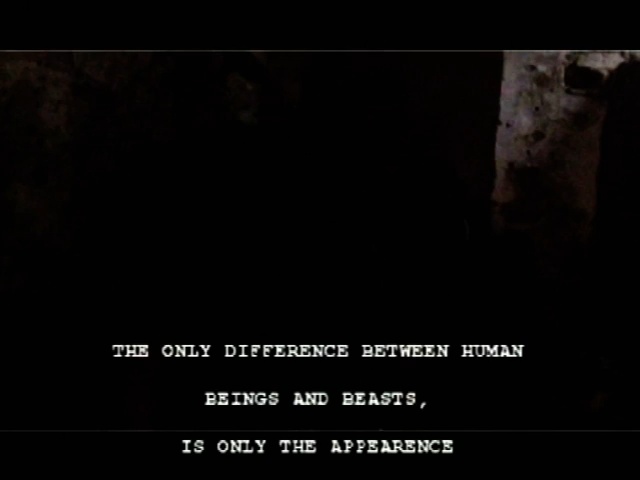 THE ONLY DIFFERENCE BETWEEN HUMAN
BEINGS AND BEASTS,
IS ONLY THE APPEARENCE